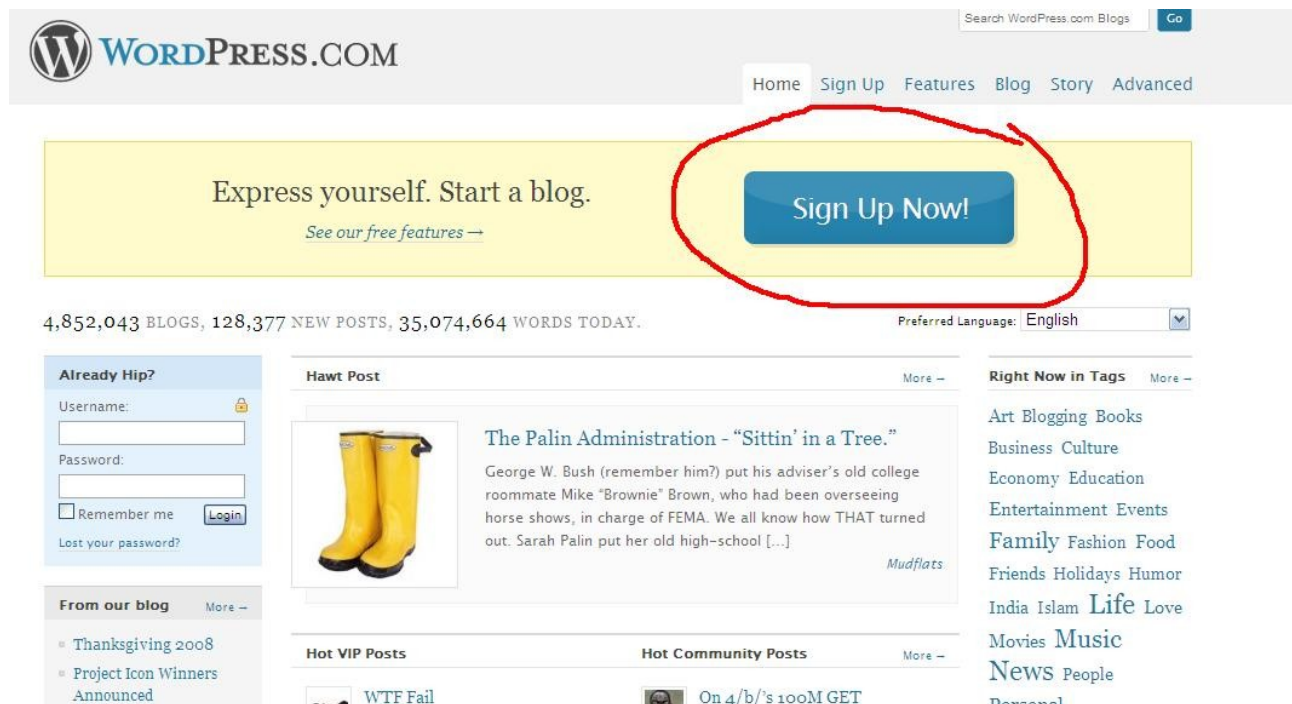 Search WordPress.com Blogs Go
WORDPRESS.COM
Home Sign Up Features Blog Story Advanced
Express yourself. Start a blog.
See our free features →
Sign Up Now!
4,852,043 BLOGS, 128,377 NEW POSTS, 35,074,664 WORDS TODAY.
Preferred Language: English
Already Hip?
Username:
Password:
Remember me Login
Lost your password?
From our blog More →
Thanksgiving 2008
Project Icon Winners
Announced
Hawt Post More →
The Palin Administration - “Sittin’ in a Tree.”
George W. Bush (remember him?) put his adviser’s old college
roommate Mike “Brownie” Brown, who had been overseeing
horse shows, in charge of FEMA. We all know how THAT turned
out. Sarah Palin put her old high-school [...]
Mudflats
Hot VIP Posts
WTF Fail
Hot Community Posts More →
On 4/b/’s 100M GET
Right Now in Tags More →
Art Blogging Books
Business Culture
Economy Education
Entertainment Events
Family Fashion Food
Friends Holidays Humor
India Islam Life Love
Movies Music
News People
Personal